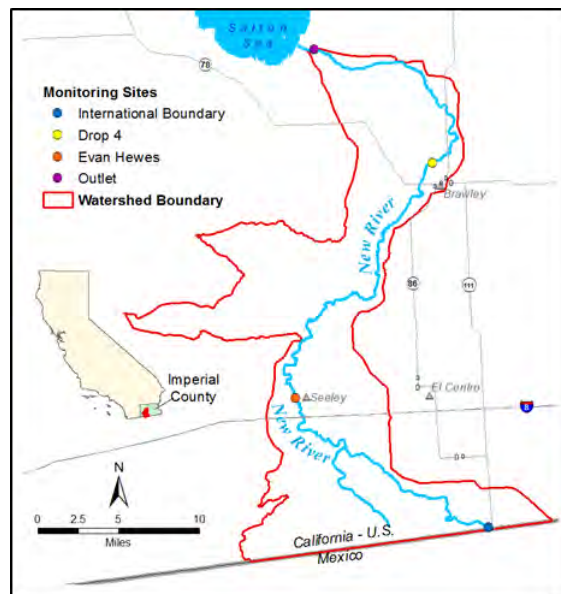 Salton
Sea
78
Monitoring Sites
International Boundary
Drop 4
Evan Hewes
Outlet
Watershed Boundary
Brawley
New River
86
111
Imperial
County
Seeley
El Centro
8
New River
N
0 2.5 5 10
Miles
California - U.S.
Mexico